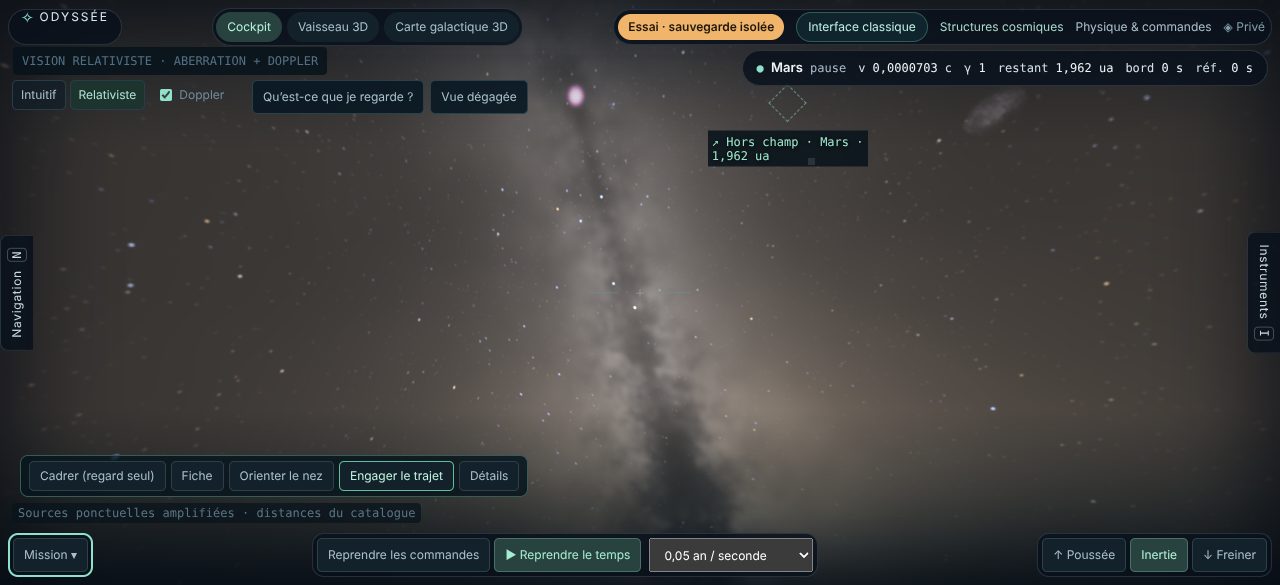 ✧ ODYSSÉE
Cockpit
Vaisseau 3D
Carte galactique 3D
Essai · sauvegarde isolée
Interface classique
Structures cosmiques
Physique & commandes
◈ Privé
VISION RELATIVISTE · ABERRATION + DOPPLER
● Mars pause v 0,0000703 c γ 1 restant 1,962 ua bord 0 s réf. 0 s
Intuitif
Relativiste
Doppler
Qu'est-ce que je regarde ?
Vue dégagée
↗ Hors champ · Mars ·
1,962 ua
Navigation N
Instruments I
Cadrer (regard seul)
Fiche
Orienter le nez
Engager le trajet
Détails
Sources ponctuelles amplifiées · distances du catalogue
Mission ▾
Reprendre les commandes
▶ Reprendre le temps
0,05 an / seconde
↑ Poussée
Inertie
↓ Freiner